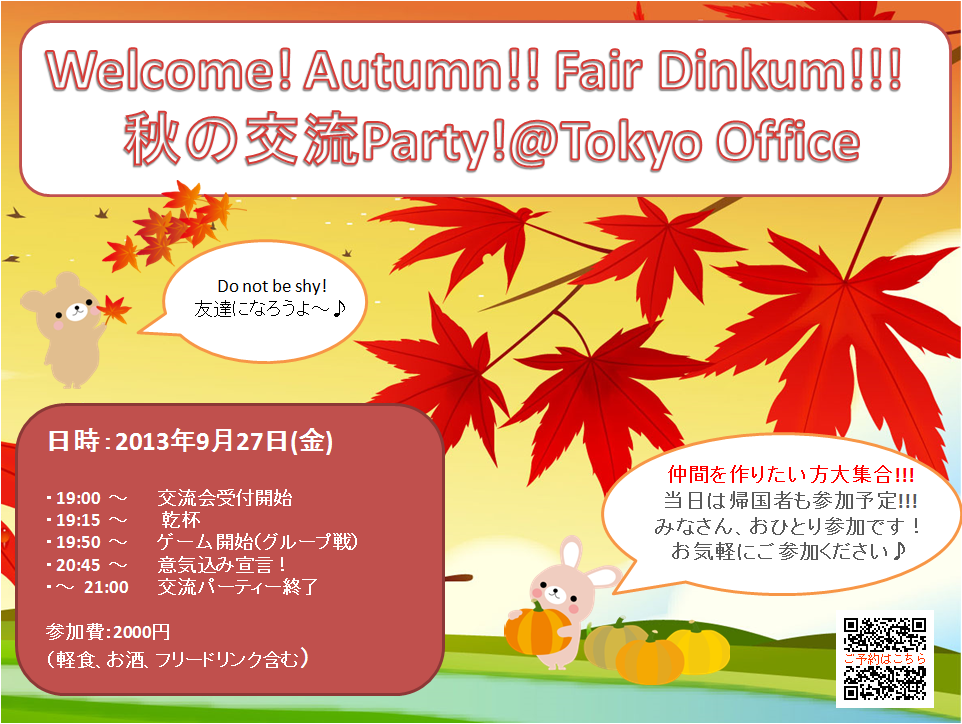 Welcome! Autumn!! Fair Dinkum!!!
秋の交流Party!@Tokyo Office
Do not be shy!
友達になろうよ～♪
日時：2013年9月27日(金)
・19:00 ～ 交流会受付開始
・19:15 ～ 乾杯
・19:50 ～ ゲーム開始(グループ戦)
・20:45 ～ 意気込み宣言！
・～ 21:00 交流パーティー終了
参加費：2000円
（軽食、お酒、フリードリンク含む)
仲間を作りたい方大集合!!!
当日は帰国者も参加予定!!!
みなさん、おひとり参加です！
お気軽にご参加ください♪
ご予約はこちら